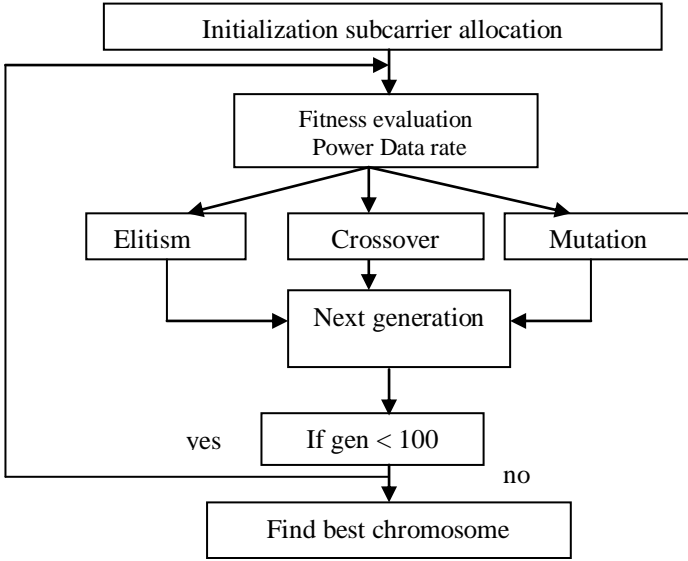 Initialization subcarrier allocation
Fitness evaluation
Power Data rate
Elitism
Crossover
Mutation
Next generation
If gen < 100
yes
no
Find best chromosome